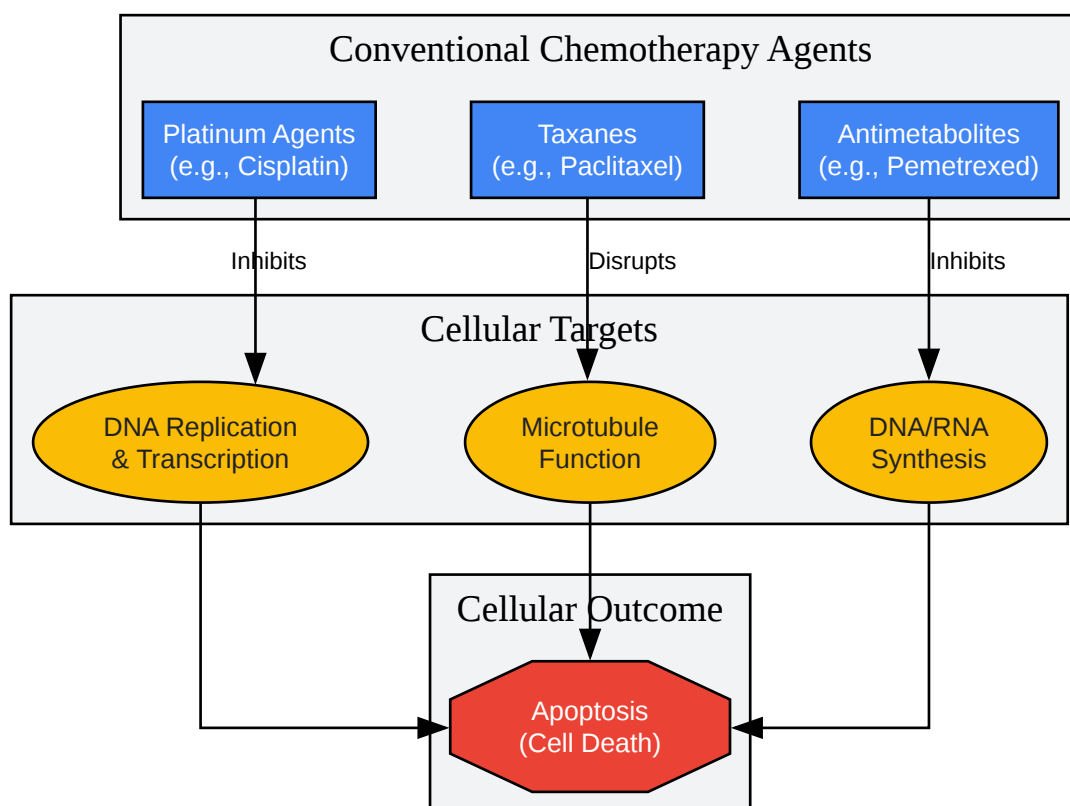 Conventional Chemotherapy Agents
Platinum Agents
(e.g., Cisplatin)
Taxanes
(e.g., Paclitaxel)
Antimetabolites
(e.g., Pemetrexed)
Inhibits
Disrupts
Inhibits
Cellular Targets
DNA Replication
& Transcription
Microtubule
Function
DNA/RNA
Synthesis
Cellular Outcome
Apoptosis
(Cell Death)